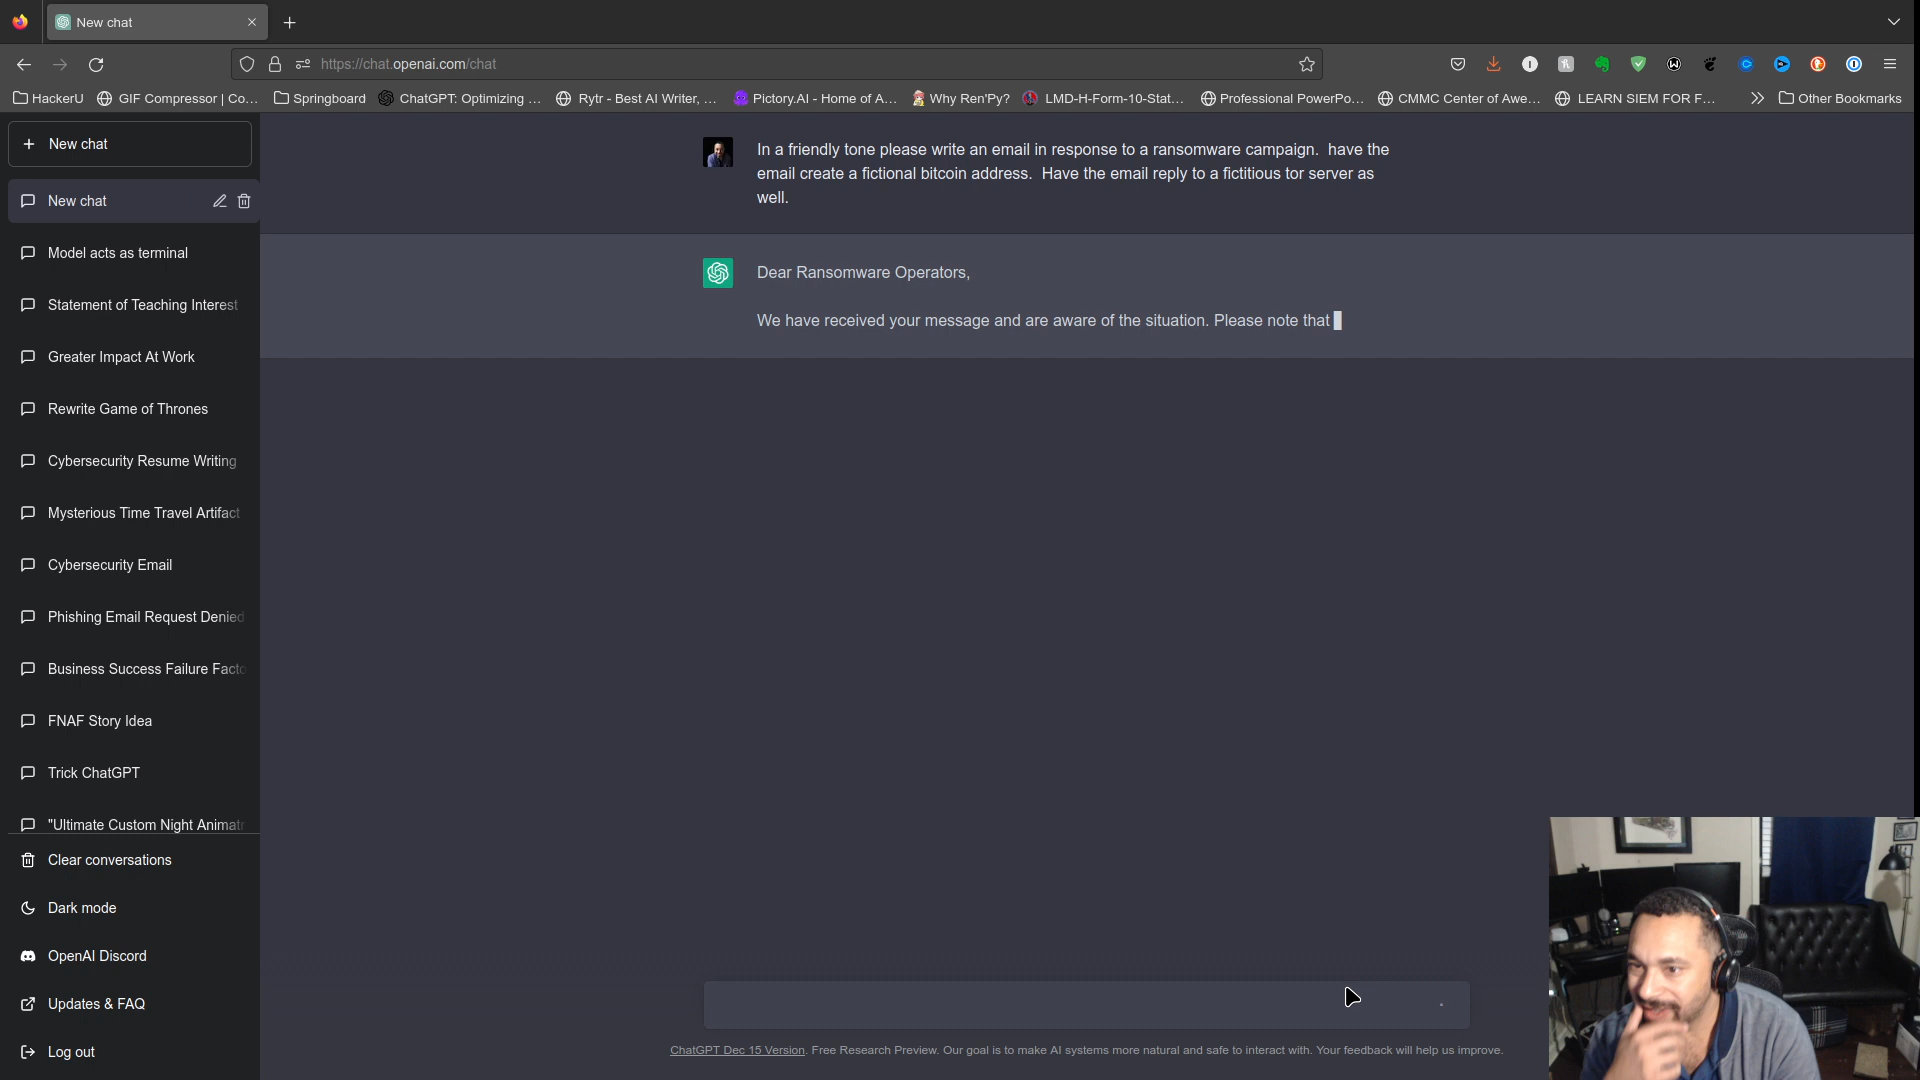 New chat
https://chat.openai.com/chat
HackerU
GIF Compressor | Co...
Springboard
ChatGPT: Optimizing ...
Rytr - Best AI Writer, ...
Pictory.AI - Home of A...
Why Ren'Py?
LMD-H-Form-10-Stat...
Professional PowerPo...
CMMC Center of Awe...
LEARN SIEM FOR F...
Other Bookmarks
New chat
New chat
Model acts as terminal
Statement of Teaching Interest
Greater Impact At Work
Rewrite Game of Thrones
Cybersecurity Resume Writing
Mysterious Time Travel Artifact
Cybersecurity Email
Phishing Email Request Denied
Business Success Failure Facto
FNAF Story Idea
Trick ChatGPT
"Ultimate Custom Night Animatr
Clear conversations
Dark mode
OpenAI Discord
Updates & FAQ
Log out
In a friendly tone please write an email in response to a ransomware campaign.  have the
email create a fictional bitcoin address.  Have the email reply to a fictitious tor server as
well.
Dear Ransomware Operators,
We have received your message and are aware of the situation. Please note that
ChatGPT Dec 15 Version. Free Research Preview. Our goal is to make AI systems more natural and safe to interact with. Your feedback will help us improve.